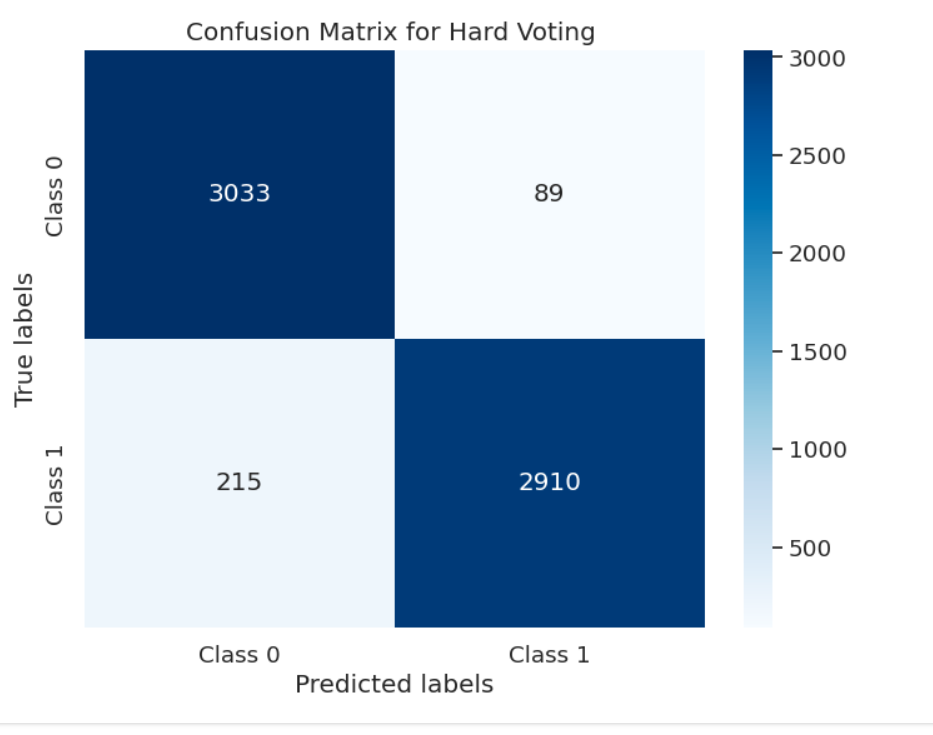 Confusion Matrix for Hard Voting
3000
2500
2000
1500
1000
500
True labels
Class 0
3033
89
Class 1
215
2910
Class 0
Class 1
Predicted labels